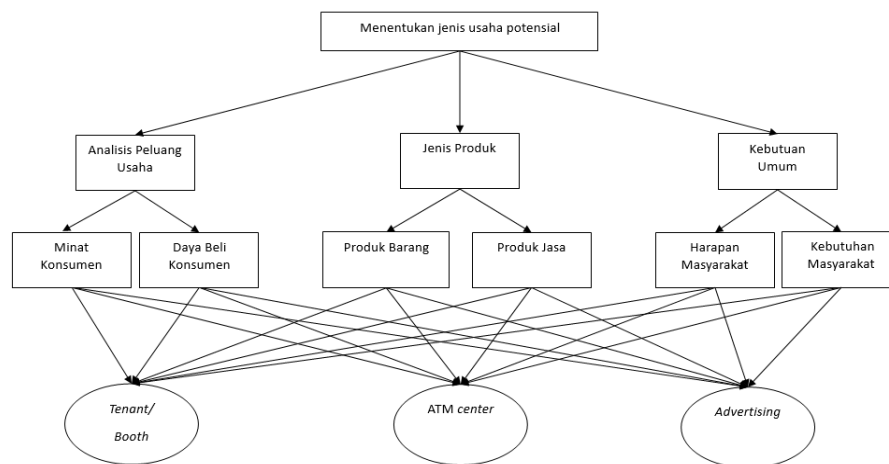 Menentukan jenis usaha potensial
Analisis Peluang
Usaha
Jenis Produk
Kebutuan
Umum
Minat
Konsumen
Daya Beli
Konsumen
Produk Barang
Produk Jasa
Harapan
Masyarakat
Kebutuhan
Masyarakat
Tenant/
Booth
ATM center
Advertising